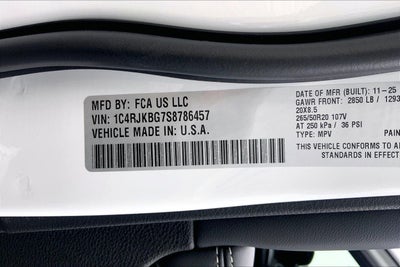 MFD BY: FCA US LLC
VIN: 1C4RJKBG7S8786457
VEHICLE MADE IN U.S.A.
DATE OF MFR (BUILT): 11-25
GAWR FRONT: 2850 LB / 1293
20X8.5
265/50R20 107V
AT 250 kPa / 36 PSI
TYPE: MPV PAIN
THIS VEHICLE CONFORMS TO A
STANDARDS IN EFFECT